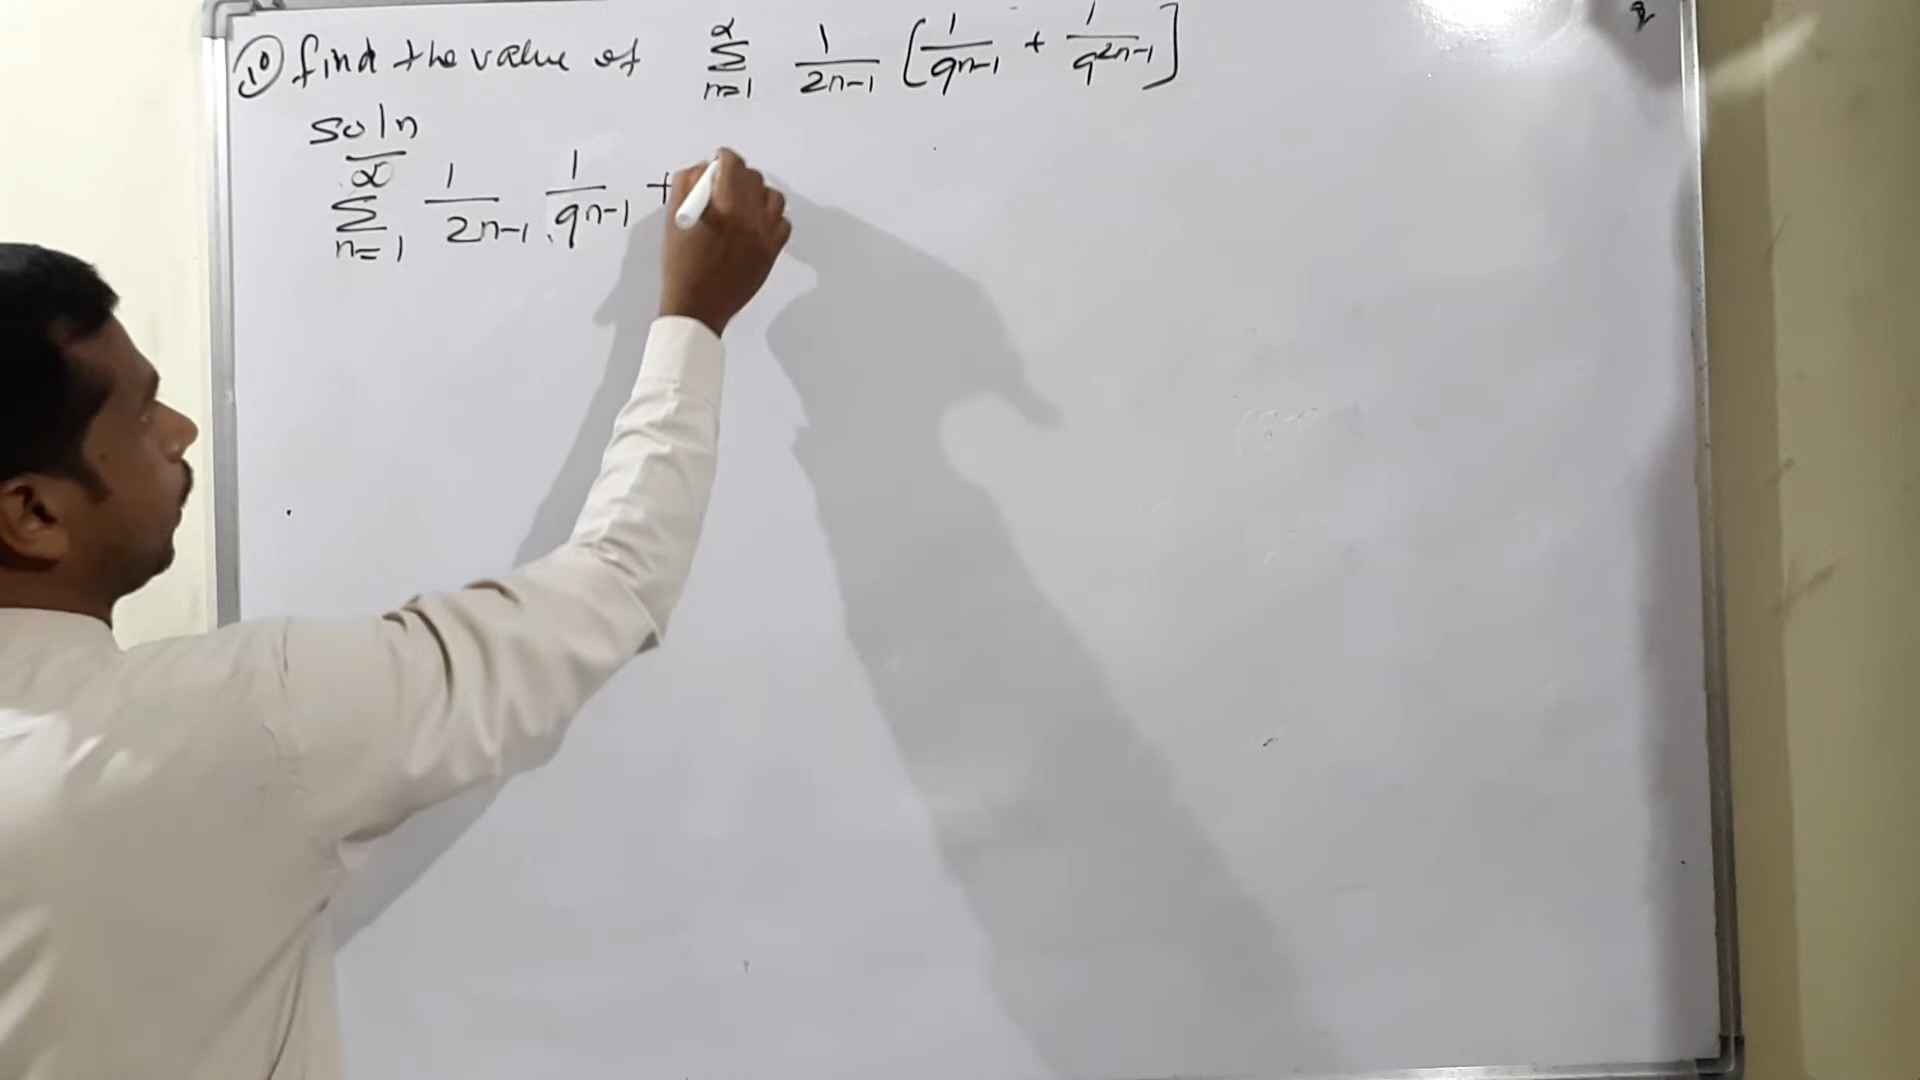 10 find the value of ∑ n=1 α 1/2n-1 [1/9^n-1 + 1/9^2n-1]
soln
∑ n=1 α 1/2n-1 . 1/9^n-1 +